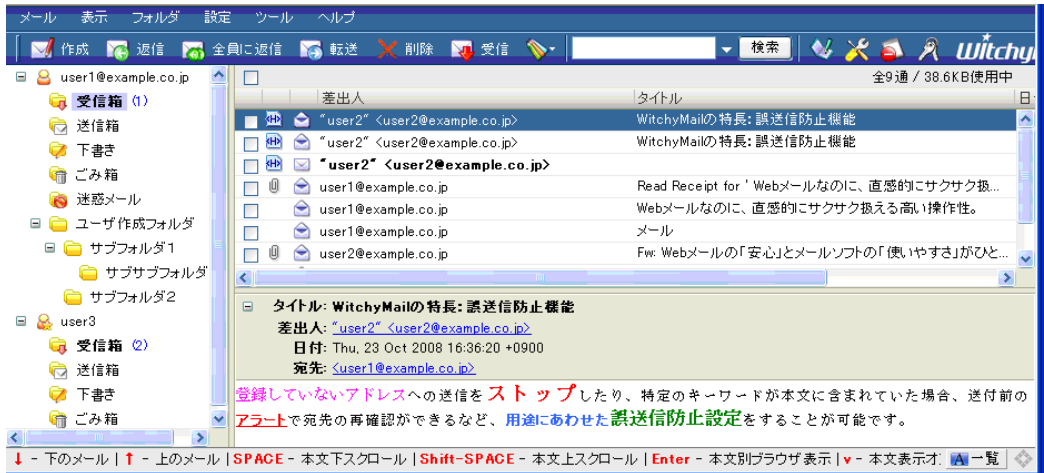 メール 表示 フォルダ 設定 ツール ヘルプ
作成 返信 全員に返信 転送 削除 受信 検索 Witchy
user1@example.co.jp
受信箱 (1)
送信箱
下書き
ごみ箱
迷惑メール
ユーザ作成フォルダ
サブフォルダ1
サブサブフォルダ
サブフォルダ2
user3
受信箱 (2)
送信箱
下書き
ごみ箱
全9通 / 38.6KB使用中
差出人 タイトル 日
"user2" <user2@example.co.jp> WitchyMailの特長: 誤送信防止機能
"user2" <user2@example.co.jp> WitchyMailの特長: 誤送信防止機能
"user2" <user2@example.co.jp>
user1@example.co.jp Read Receipt for ' Webメールなのに、直感的にサクサク扱...
user1@example.co.jp Webメールなのに、直感的にサクサク扱える高い操作性。
user1@example.co.jp メール
user2@example.co.jp Fw: Webメールの「安心」とメールソフトの「使いやすさ」がひと...
タイトル: WitchyMailの特長: 誤送信防止機能
差出人: "user2" <user2@example.co.jp>
日付: Thu, 23 Oct 2008 16:36:20 +0900
宛先: <user1@example.co.jp>
登録していないアドレスへの送信をストップしたり、特定のキーワードが本文に含まれていた場合、送付前の
アラートで宛先の再確認ができるなど、用途にあわせた誤送信防止設定をすることが可能です。
↓ - 下のメール | ↑ - 上のメール | SPACE - 本文下スクロール | Shift-SPACE - 本文上スクロール | Enter - 本文別ブラウザ表示 | v - 本文表示オ A 一覧